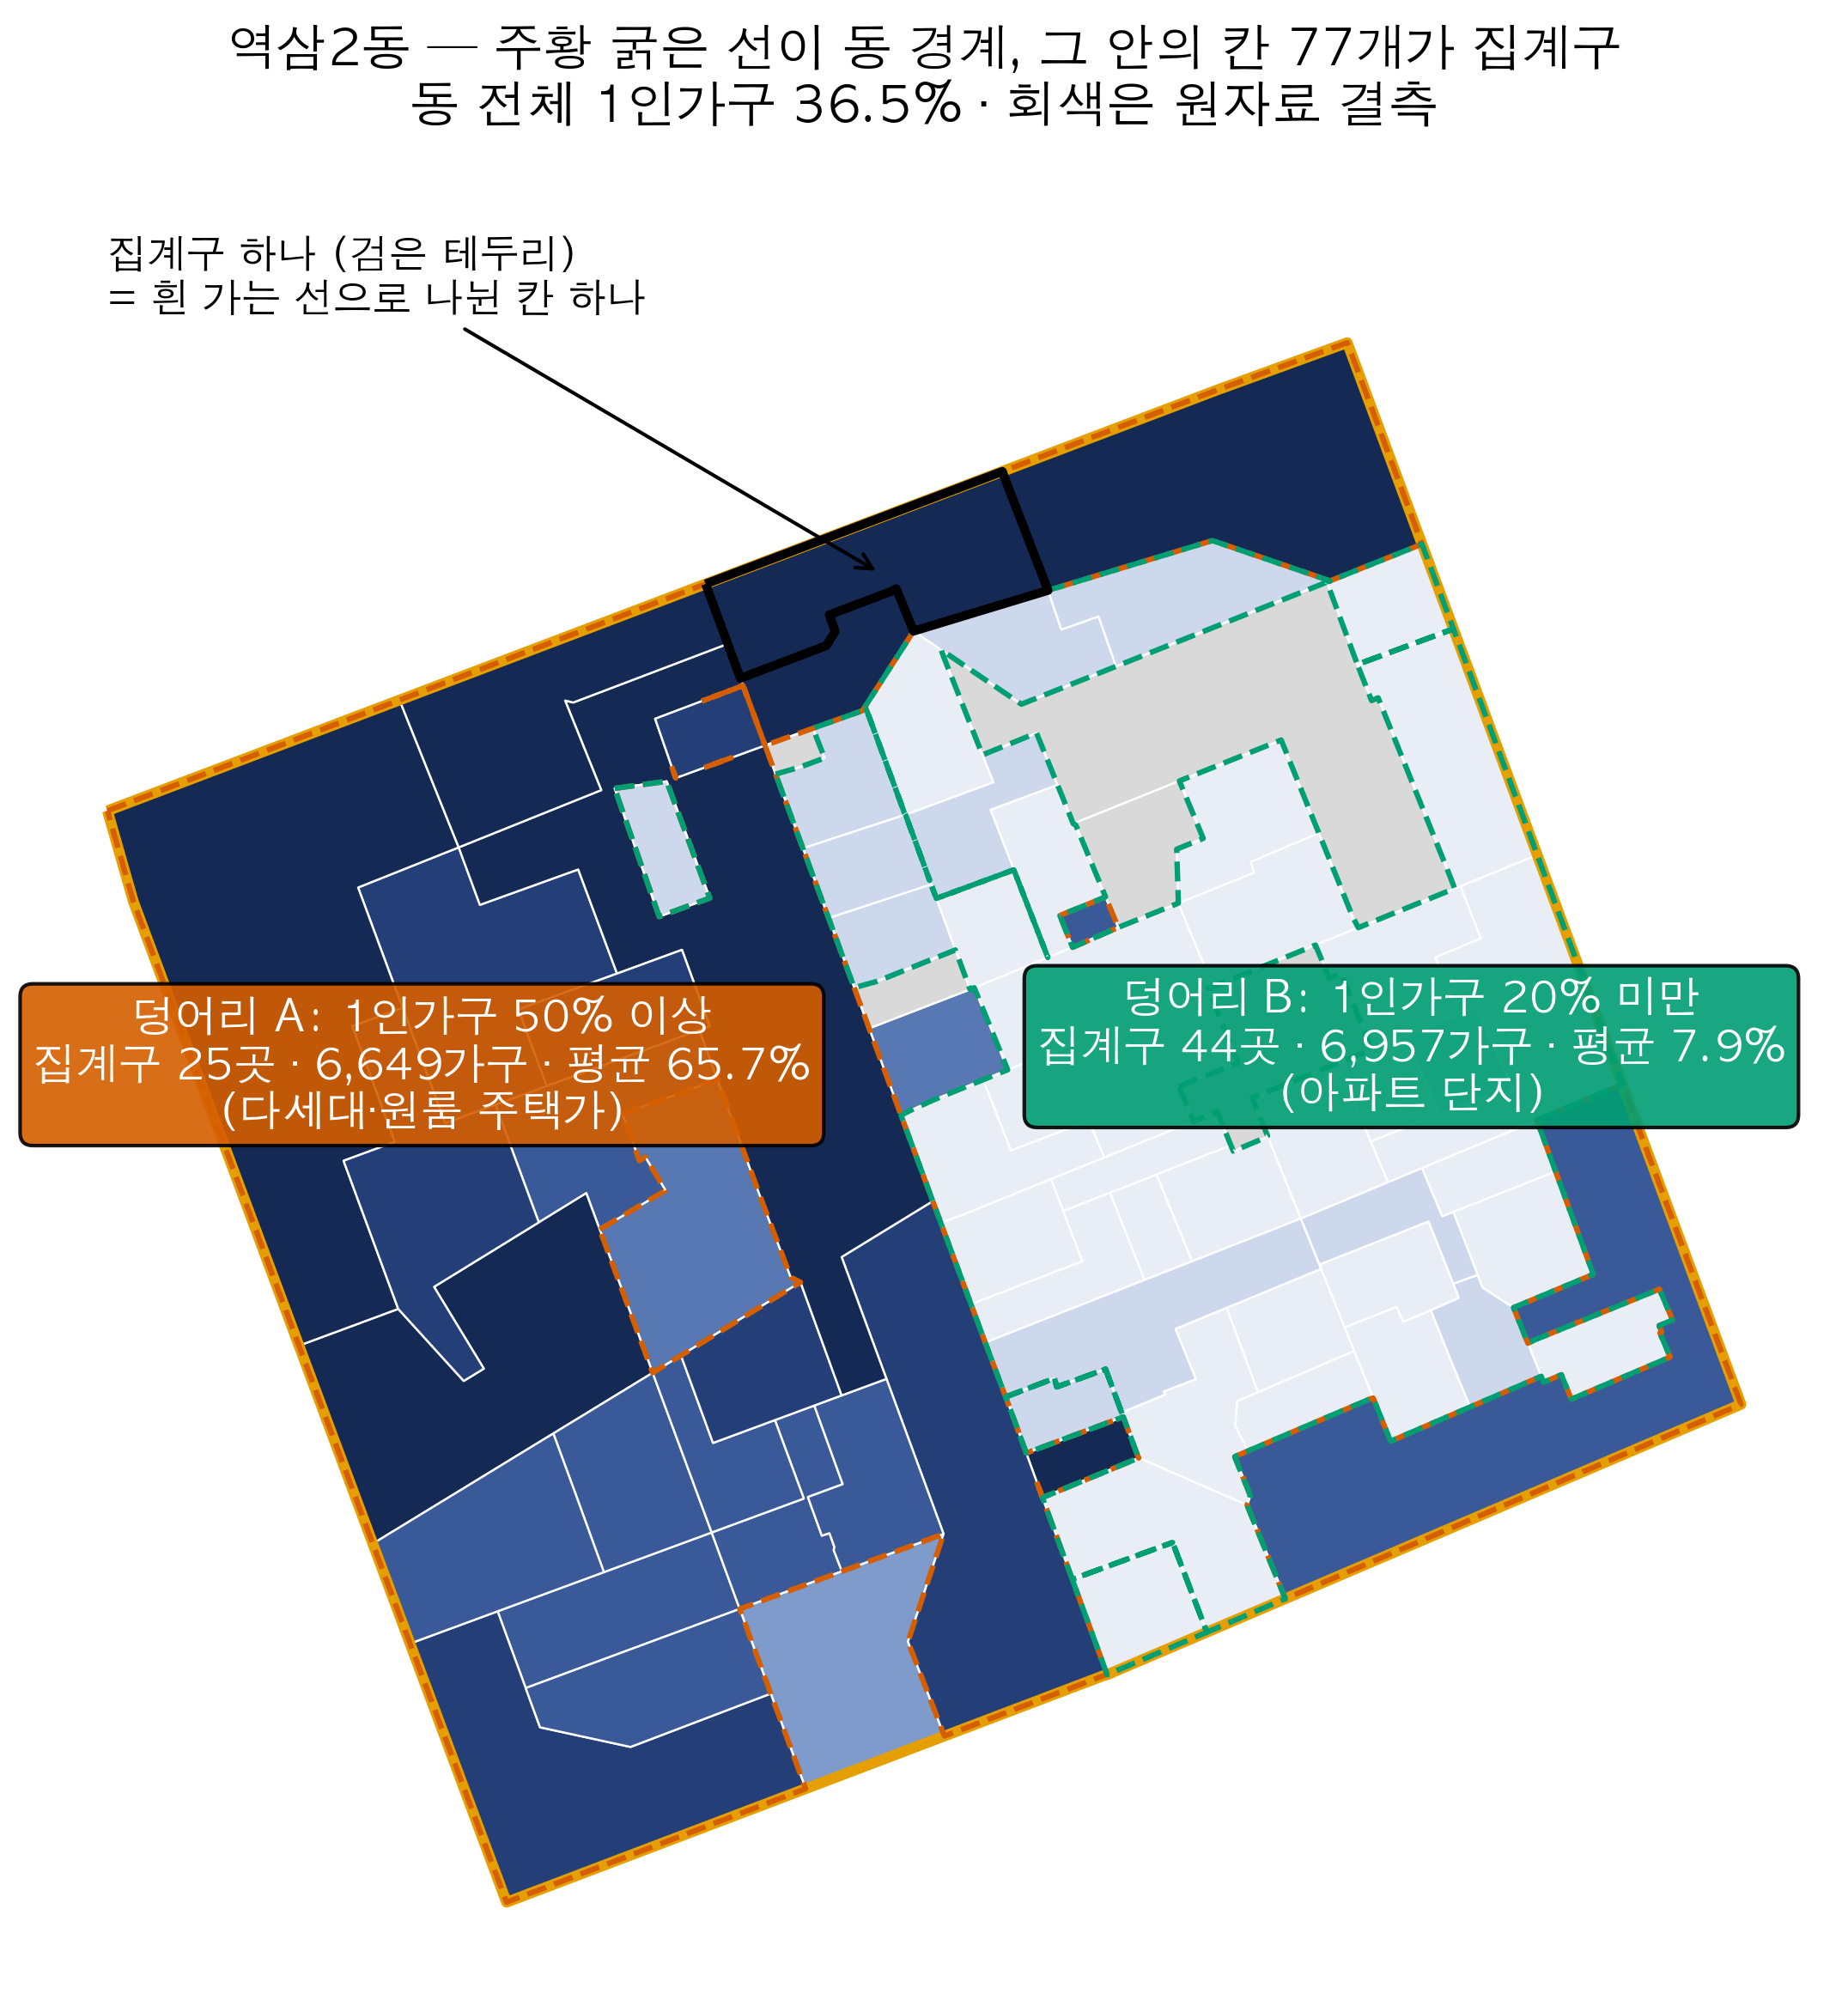 역삼2동 — 주황 굵은 선이 동 경계, 그 안의 칸 77개가 집계구
동 전체 1인가구 36.5% · 회색은 원자료 결측
집계구 하나 (검은 테두리)
= 흰 가는 선으로 나뉜 칸 하나
덩어리 A: 1인가구 50% 이상
집계구 25곳 · 6,649가구 · 평균 65.7%
(다세대·원룸 주택가)
덩어리 B: 1인가구 20% 미만
집계구 44곳 · 6,957가구 · 평균 7.9%
(아파트 단지)